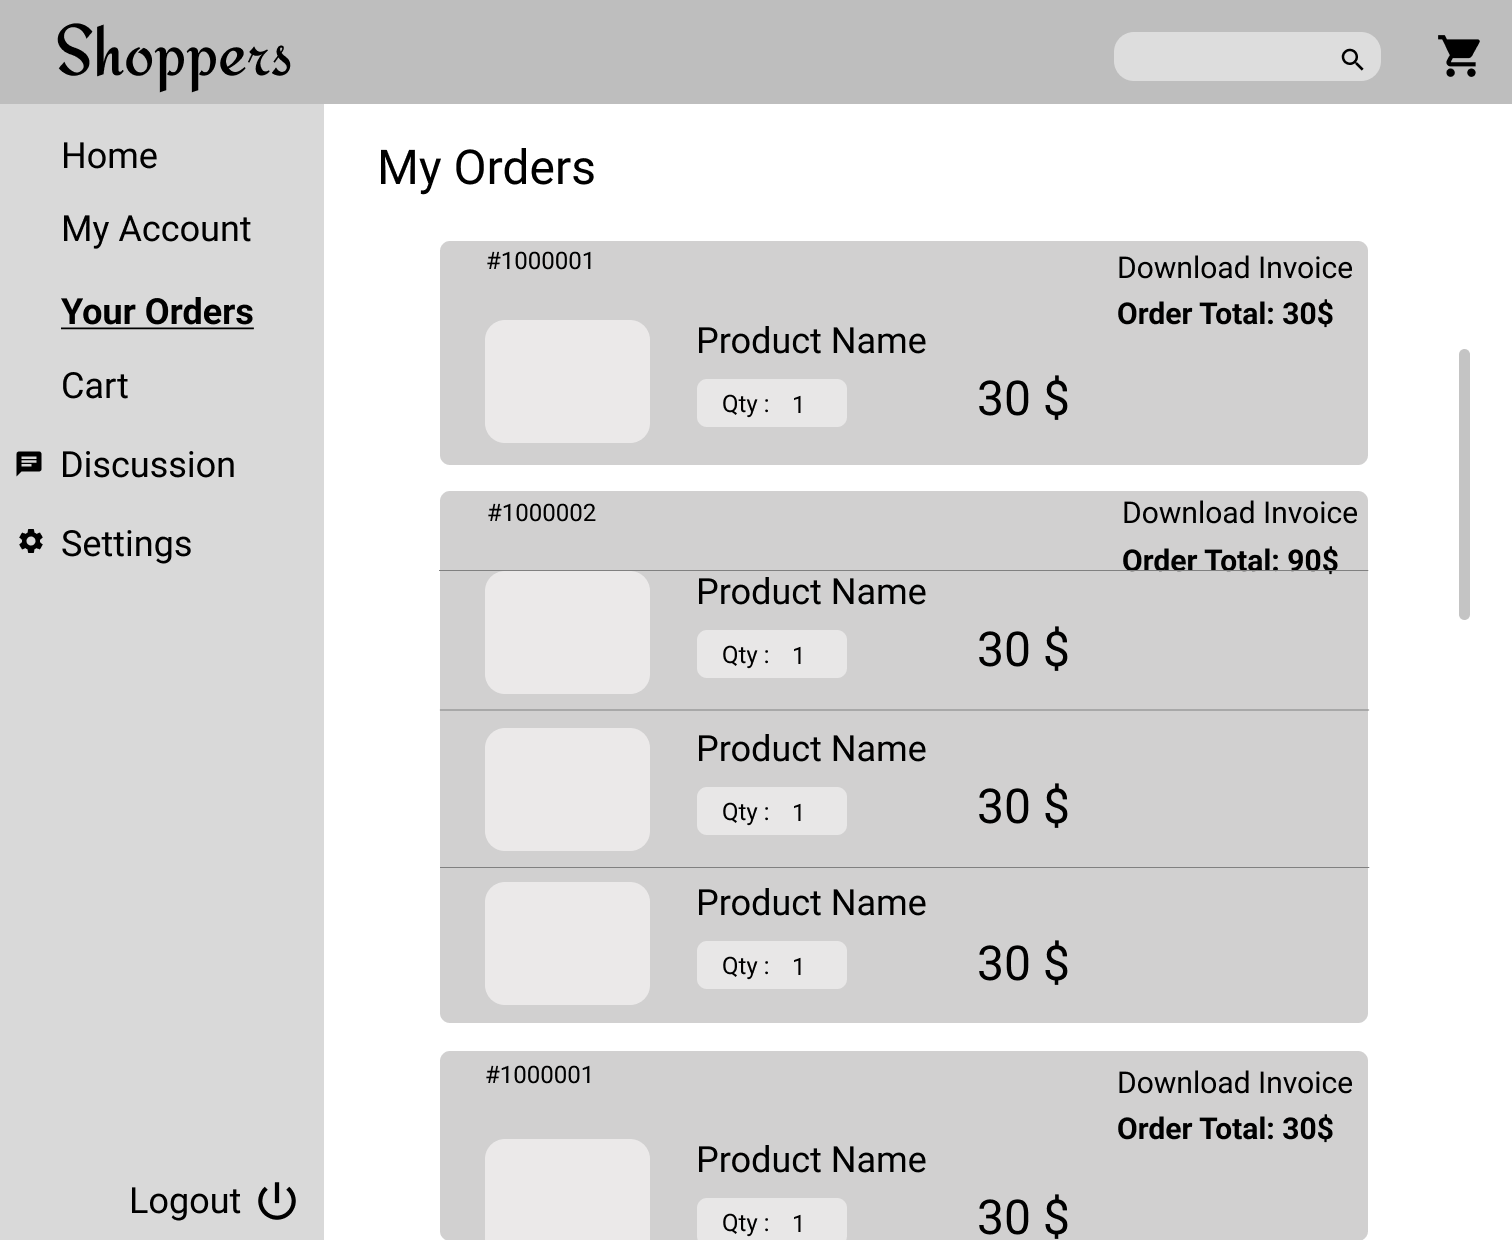 Shoppers
Home
My Account
Your Orders
Cart
Discussion
Settings
Logout
My Orders
#1000001
Download Invoice
Order Total: 30$
Product Name
Qty : 1
30 $
#1000002
Download Invoice
Order Total: 90$
Product Name
Qty : 1
30 $
Product Name
Qty : 1
30 $
Product Name
Qty : 1
30 $
#1000001
Download Invoice
Order Total: 30$
Product Name
Qty : 1
30 $